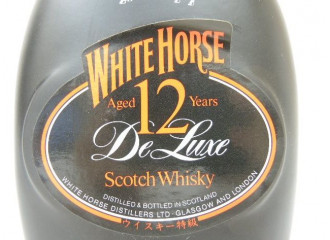 WHITE HORSE
Aged 12 Years
De Luxe
Scotch Whisky
DISTILLED & BOTTLED IN SCOTLAND
WHITE HORSE DISTILLERS LTD · GLASGOW AND LONDON
ウイスキー特級